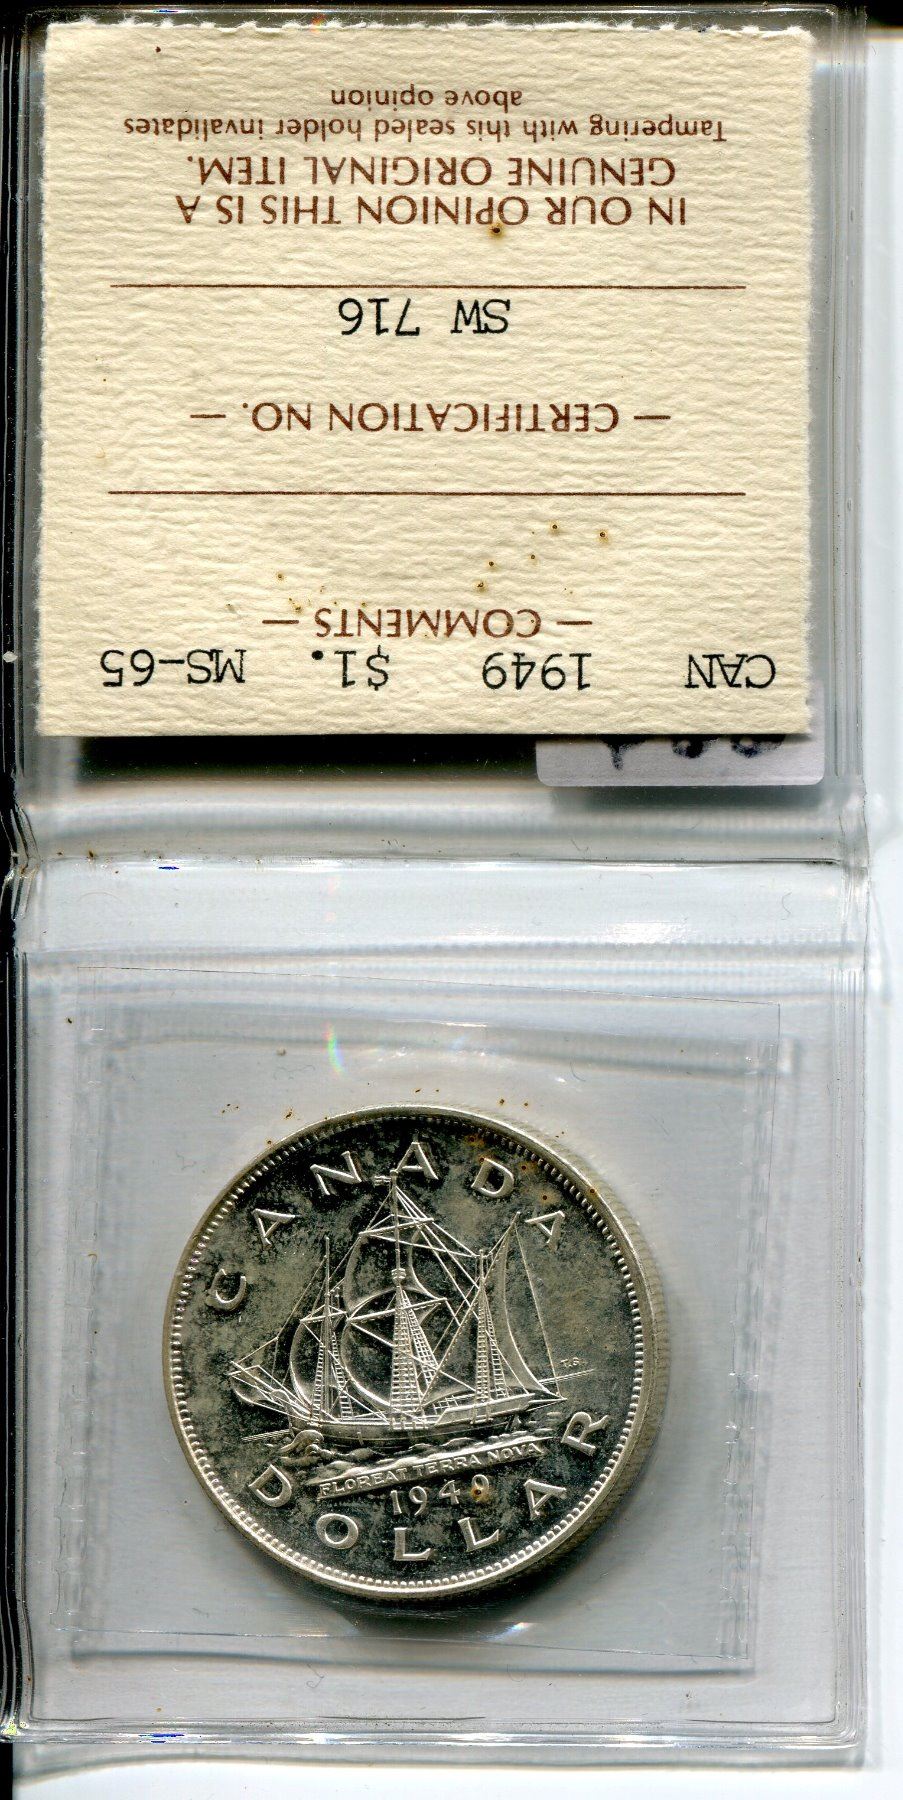 CAN 1949 $1. MS-65
— COMMENTS —
— CERTIFICATION NO. —
SW 716
IN OUR OPINION THIS IS A
GENUINE ORIGINAL ITEM.
Tampering with this sealed holder invalidates
above opinion
CANADA
T.S
FLOREAT TERRA NOVA
1949
DOLLAR